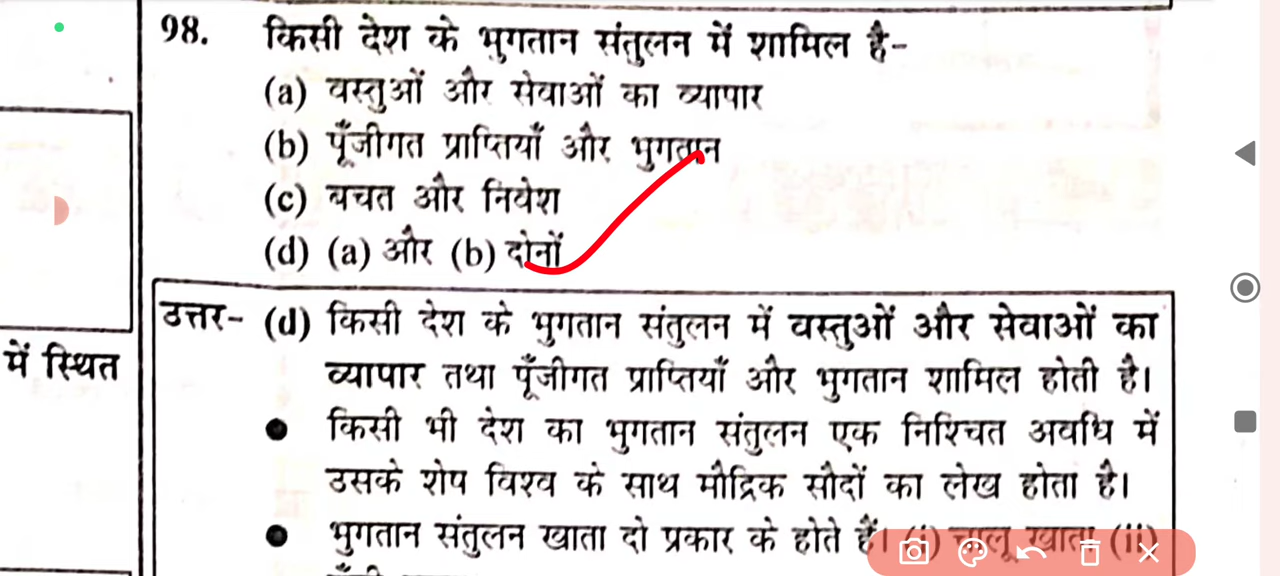 98. किसी देश के भुगतान संतुलन में शामिल है-
(a) वस्तुओं और सेवाओं का व्यापार
(b) पूँजीगत प्राप्तियाँ और भुगतान
(c) बचत और निवेश
(d) (a) और (b) दोनों
उत्तर- (d) किसी देश के भुगतान संतुलन में वस्तुओं और सेवाओं का
व्यापार तथा पूँजीगत प्राप्तियाँ और भुगतान शामिल होती है।
में स्थित
● किसी भी देश का भुगतान संतुलन एक निश्चित अवधि में
उसके शेष विश्व के साथ मौद्रिक सौदों का लेख होता है।
● भुगतान संतुलन खाता दो प्रकार के होते हैं। (i) चालू खाता (ii)